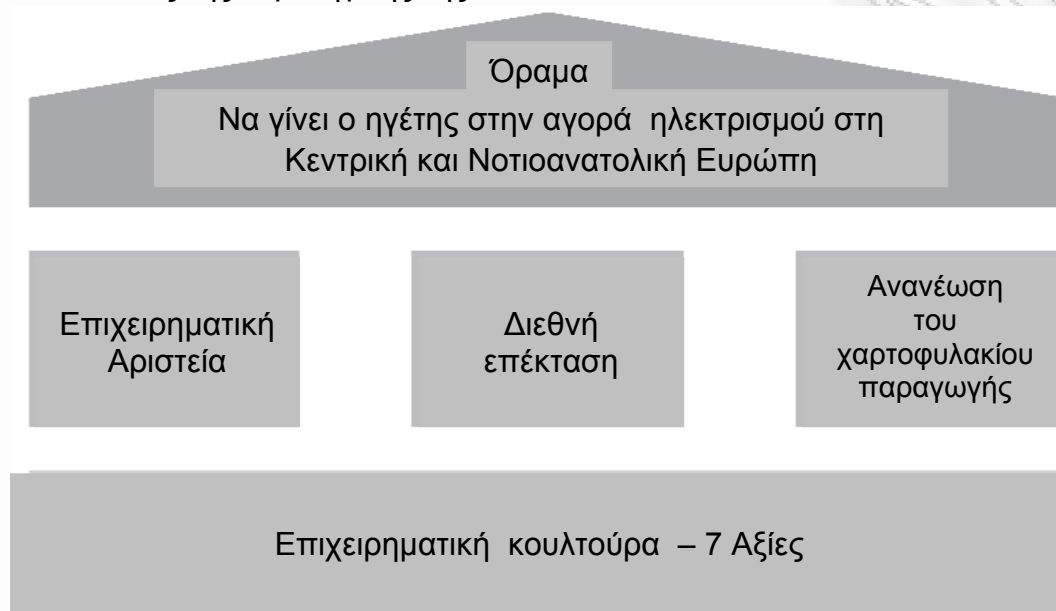 Όραμα
Να γίνει ο ηγέτης στην αγορά ηλεκτρισμού στη
Κεντρική και Νοτιοανατολική Ευρώπη
Επιχειρηματική
Αριστεία
Διεθνή
επέκταση
Ανανέωση
του
χαρτοφυλακίου
παραγωγής
Επιχειρηματική κουλτούρα – 7 Αξίες